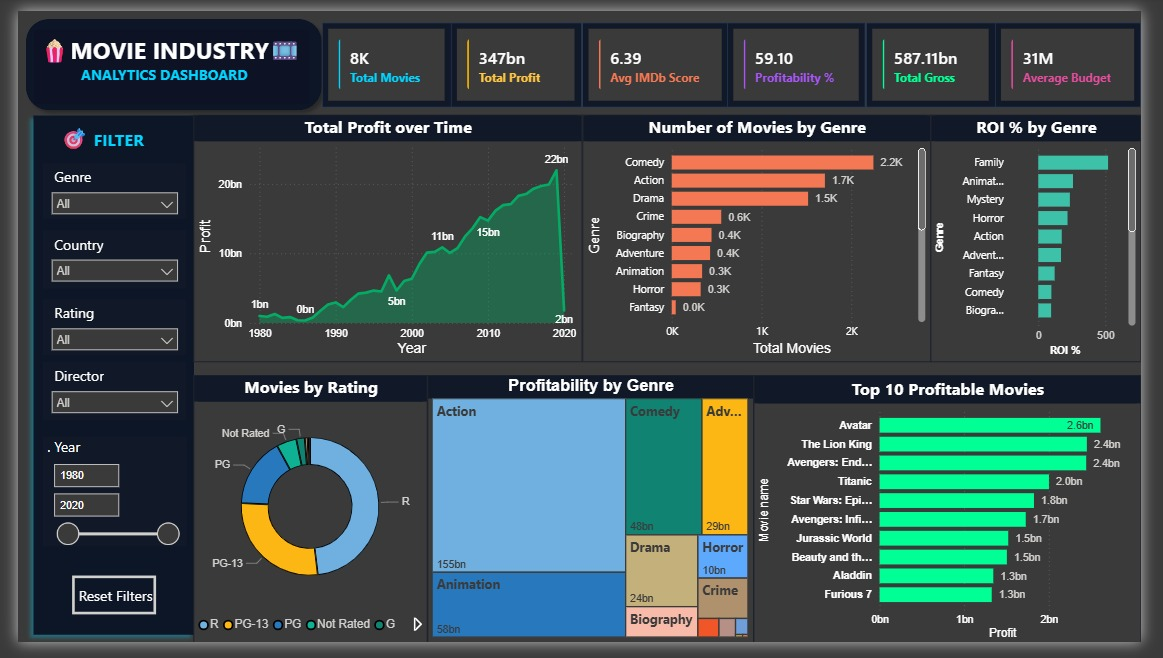 MOVIE INDUSTRY
ANALYTICS DASHBOARD
8K
Total Movies
347bn
Total Profit
6.39
Avg IMDb Score
59.10
Profitability %
587.11bn
Total Gross
31M
Average Budget
FILTER
Genre
All
Country
All
Rating
All
Director
All
. Year
1980
2020
Reset Filters
Total Profit over Time
Profit
20bn
10bn
0bn
1bn
0bn
5bn
11bn
15bn
22bn
2bn
1980
1990
2000
2010
2020
Year
Number of Movies by Genre
Genre
Comedy 2.2K
Action 1.7K
Drama 1.5K
Crime 0.6K
Biography 0.4K
Adventure 0.4K
Animation 0.3K
Horror 0.3K
Fantasy 0.0K
0K 1K 2K
Total Movies
ROI % by Genre
Genre
Family
Animat...
Mystery
Horror
Action
Advent...
Fantasy
Comedy
Biogra...
0 500
ROI %
Movies by Rating
Not Rated
G
PG
R
PG-13
R PG-13 PG Not Rated G
Profitability by Genre
Action
155bn
Animation
58bn
Comedy
48bn
Adv...
29bn
Drama
24bn
Horror
10bn
Crime
Biography
Top 10 Profitable Movies
Movie name
Avatar 2.6bn
The Lion King 2.4bn
Avengers: End... 2.4bn
Titanic 2.0bn
Star Wars: Epi... 1.8bn
Avengers: Infi... 1.7bn
Jurassic World 1.5bn
Beauty and th... 1.5bn
Aladdin 1.3bn
Furious 7 1.3bn
0bn 1bn 2bn
Profit